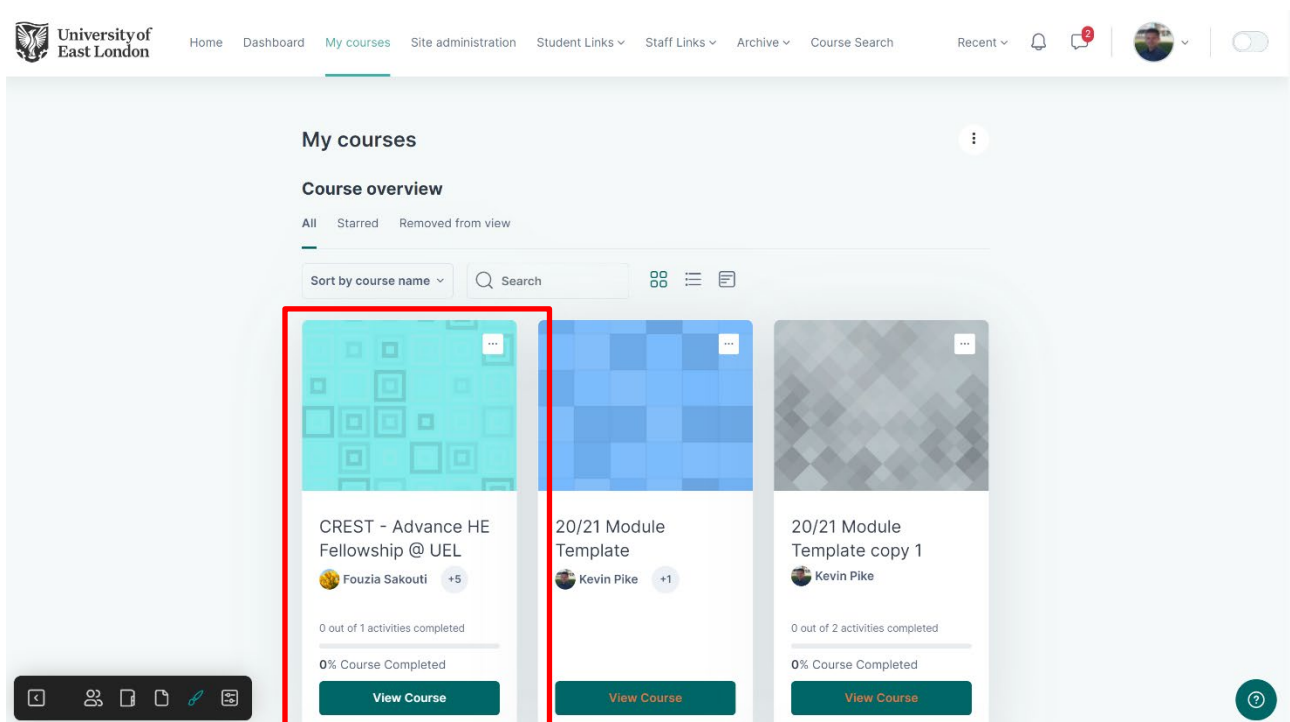 University of
East London
Home Dashboard My courses Site administration Student Links Staff Links Archive Course Search Recent 2
My courses
Course overview
All Starred Removed from view
Sort by course name Search
CREST - Advance HE
Fellowship @ UEL
Fouzia Sakouti +5
0 out of 1 activities completed
0% Course Completed
View Course
20/21 Module
Template
Kevin Pike +1
View Course
20/21 Module
Template copy 1
Kevin Pike
0 out of 2 activities completed
0% Course Completed
View Course